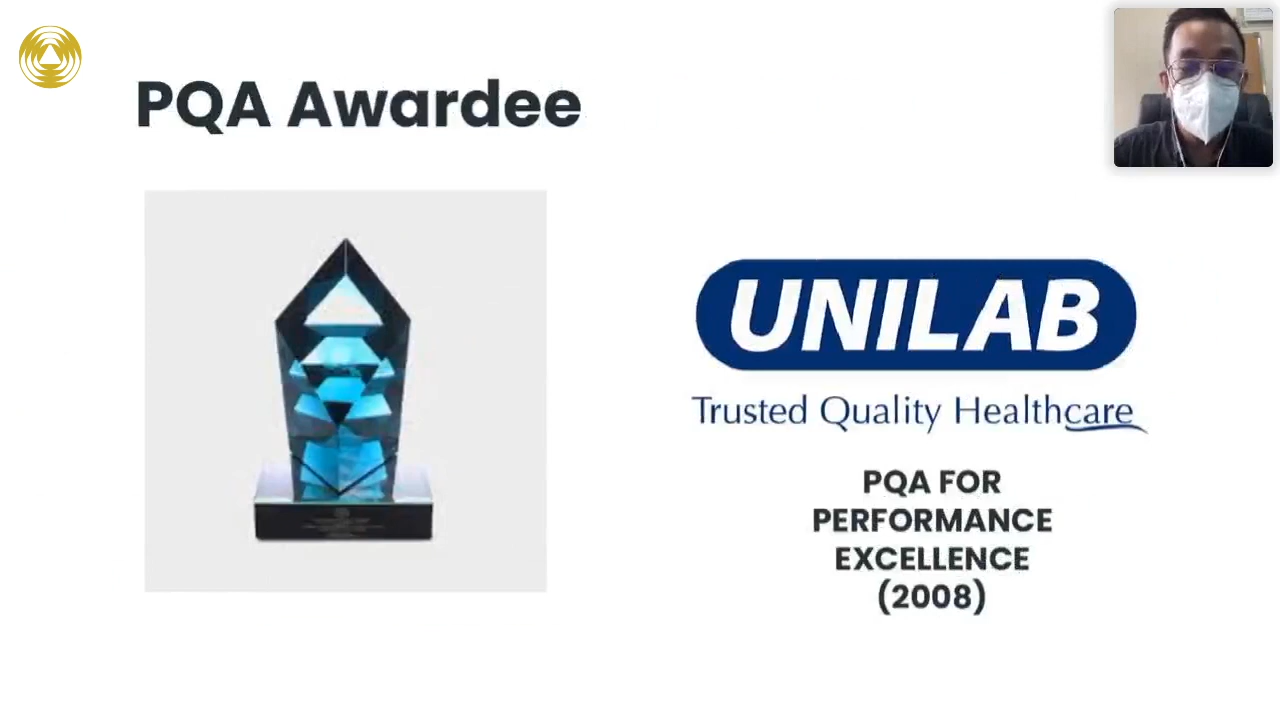 PQA Awardee
UNILAB
Trusted Quality Healthcare
PQA FOR
PERFORMANCE
EXCELLENCE
(2008)